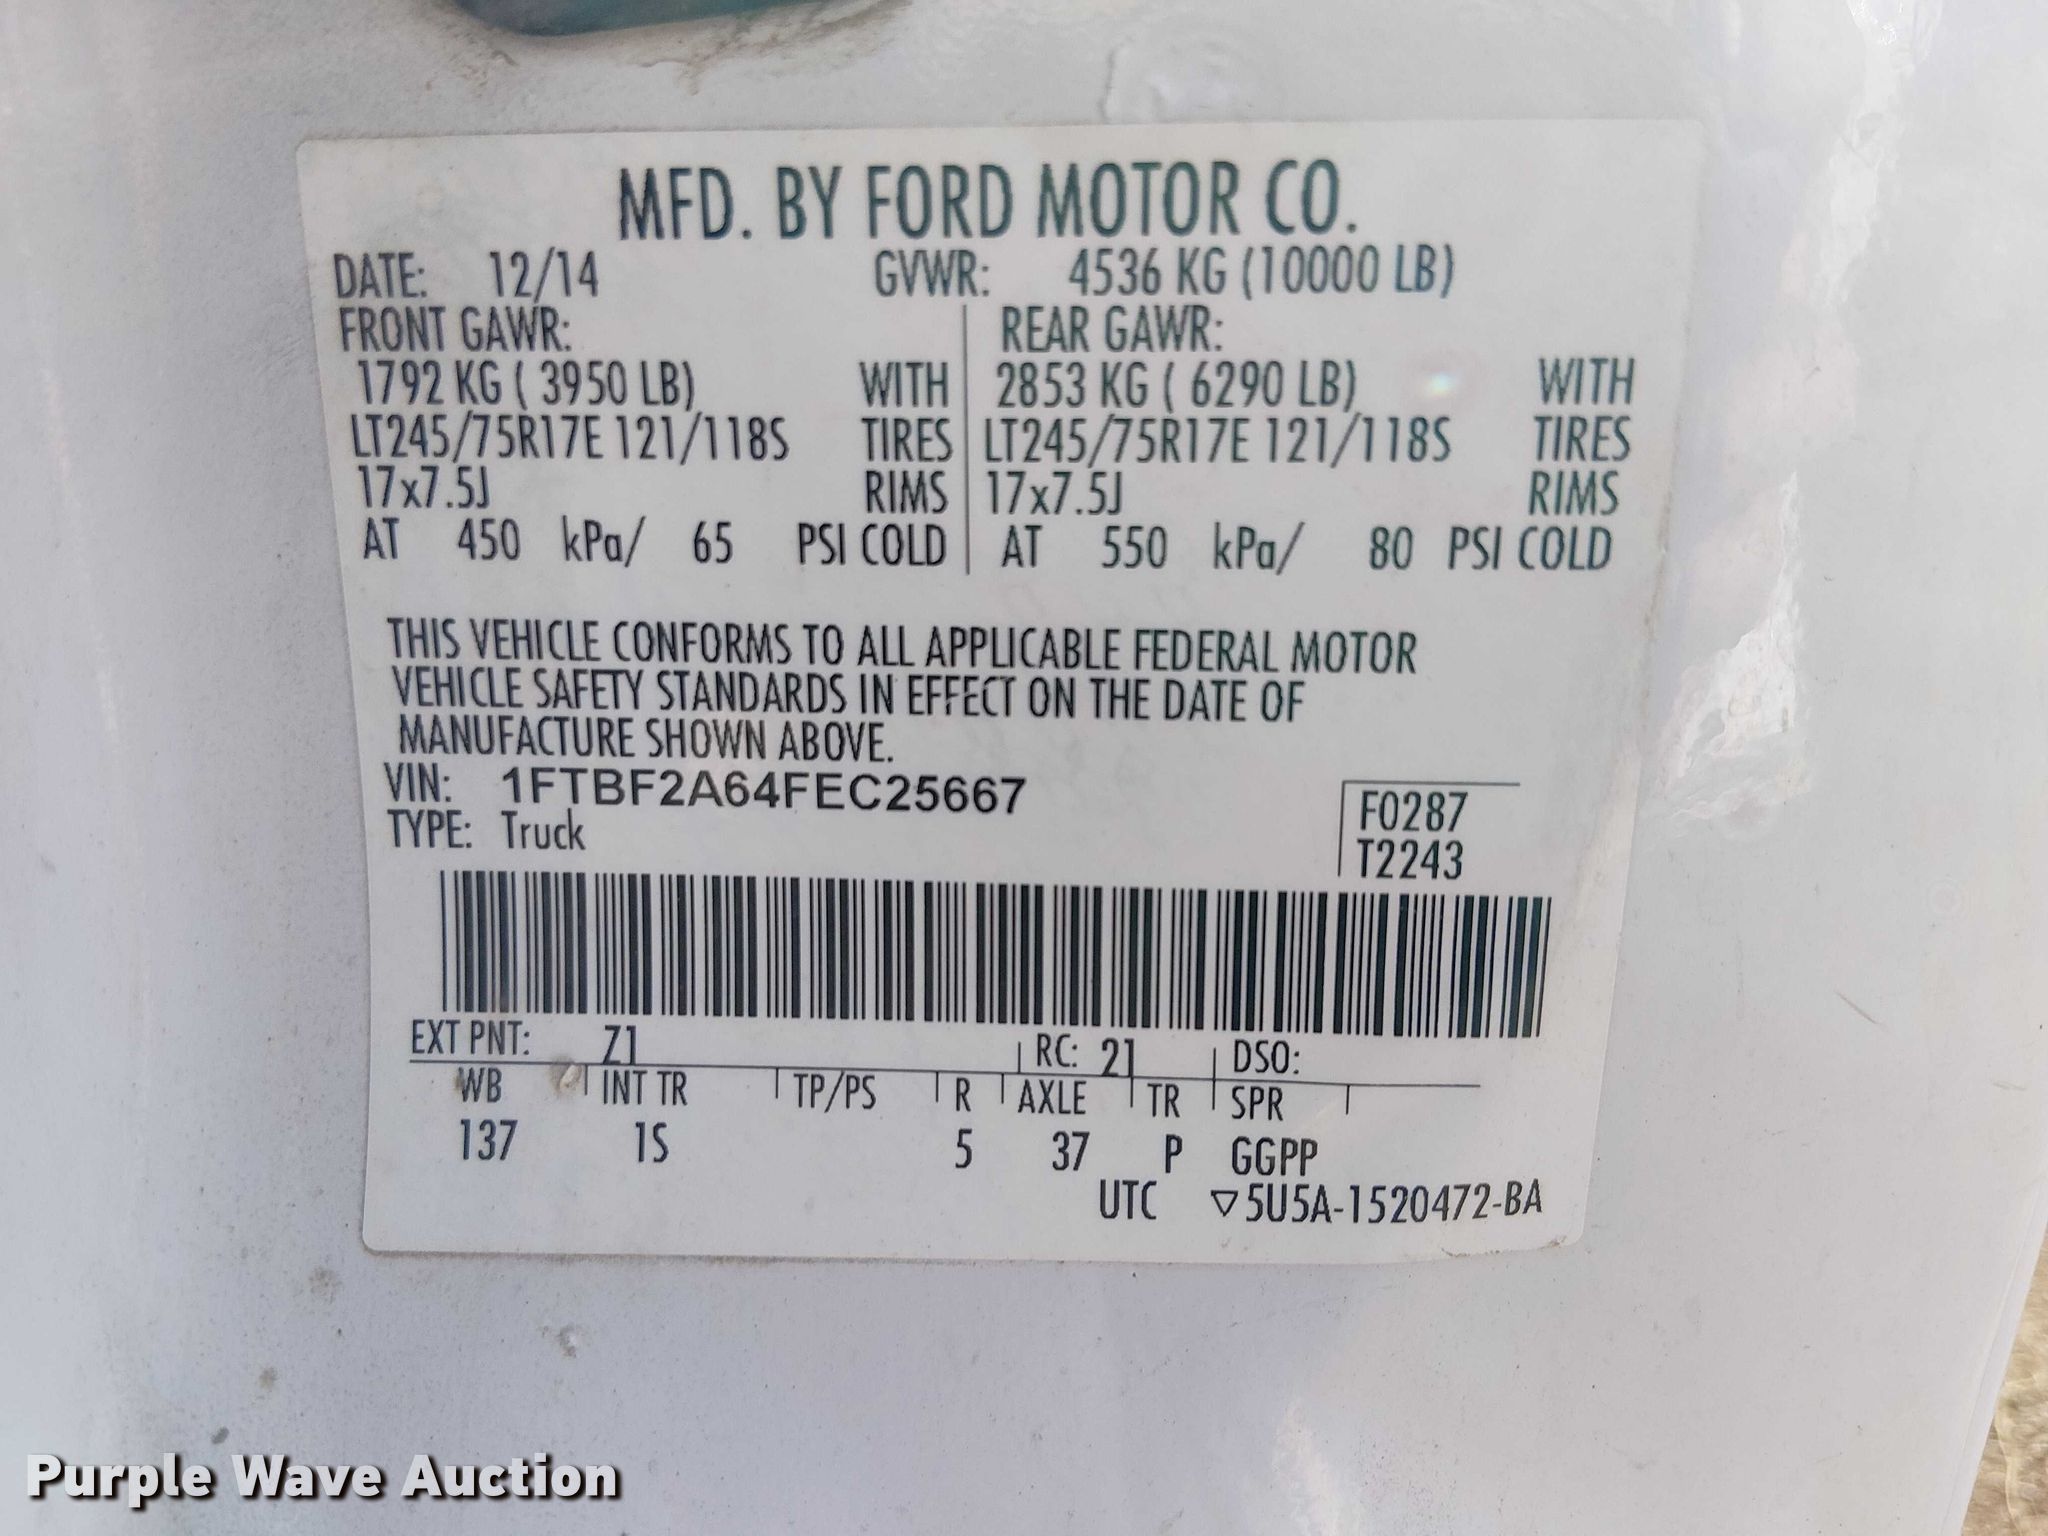 MFD. BY FORD MOTOR CO.
DATE: 12/14 GVWR: 4536 KG (10000 LB)
FRONT GAWR: REAR GAWR:
1792 KG ( 3950 LB) WITH 2853 KG ( 6290 LB) WITH
LT245/75R17E 121/118S TIRES LT245/75R17E 121/118S TIRES
17x7.5J RIMS 17x7.5J RIMS
AT 450 kPa/ 65 PSI COLD AT 550 kPa/ 80 PSI COLD
THIS VEHICLE CONFORMS TO ALL APPLICABLE FEDERAL MOTOR
VEHICLE SAFETY STANDARDS IN EFFECT ON THE DATE OF
MANUFACTURE SHOWN ABOVE.
VIN: 1FTBF2A64FEC25667
F0287
TYPE: Truck
T2243
EXT PNT: Z1 RC: 21 DSO:
WB INT TR TP/PS R AXLE TR SPR
137 1S 5 37 P GGPP
UTC ▽5U5A-1520472-BA
Purple Wave Auction